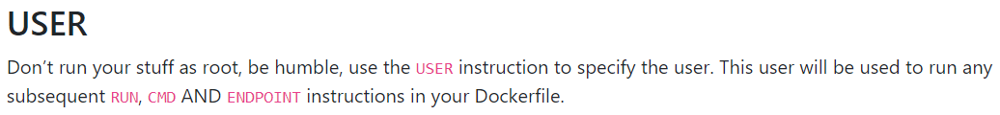 USER
Don’t run your stuff as root, be humble, use the USER instruction to specify the user. This user will be used to run any
subsequent RUN, CMD AND ENDPOINT instructions in your Dockerfile.